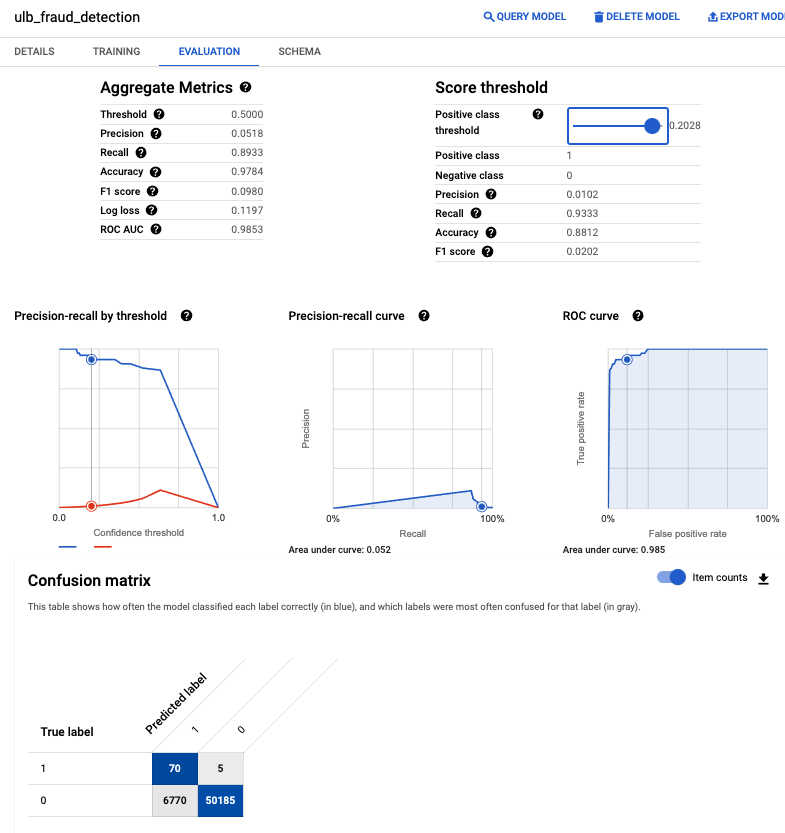 ulb_fraud_detection
QUERY MODEL
DELETE MODEL
EXPORT MOD
DETAILS
TRAINING
EVALUATION
SCHEMA
Aggregate Metrics
Threshold 0.5000
Precision 0.0518
Recall 0.8933
Accuracy 0.9784
F1 score 0.0980
Log loss 0.1197
ROC AUC 0.9853
Score threshold
Positive class
threshold
0.2028
Positive class 1
Negative class 0
Precision 0.0102
Recall 0.9333
Accuracy 0.8812
F1 score 0.0202
Precision-recall by threshold
0.0 1.0
Confidence threshold
Precision-recall curve
Precision
0% 100%
Recall
Area under curve: 0.052
ROC curve
True positive rate
0% 100%
False positive rate
Area under curve: 0.985
Confusion matrix
Item counts
This table shows how often the model classified each label correctly (in blue), and which labels were most often confused for that label (in gray).
Predicted label
True label 1 0
1 70 5
0 6770 50185